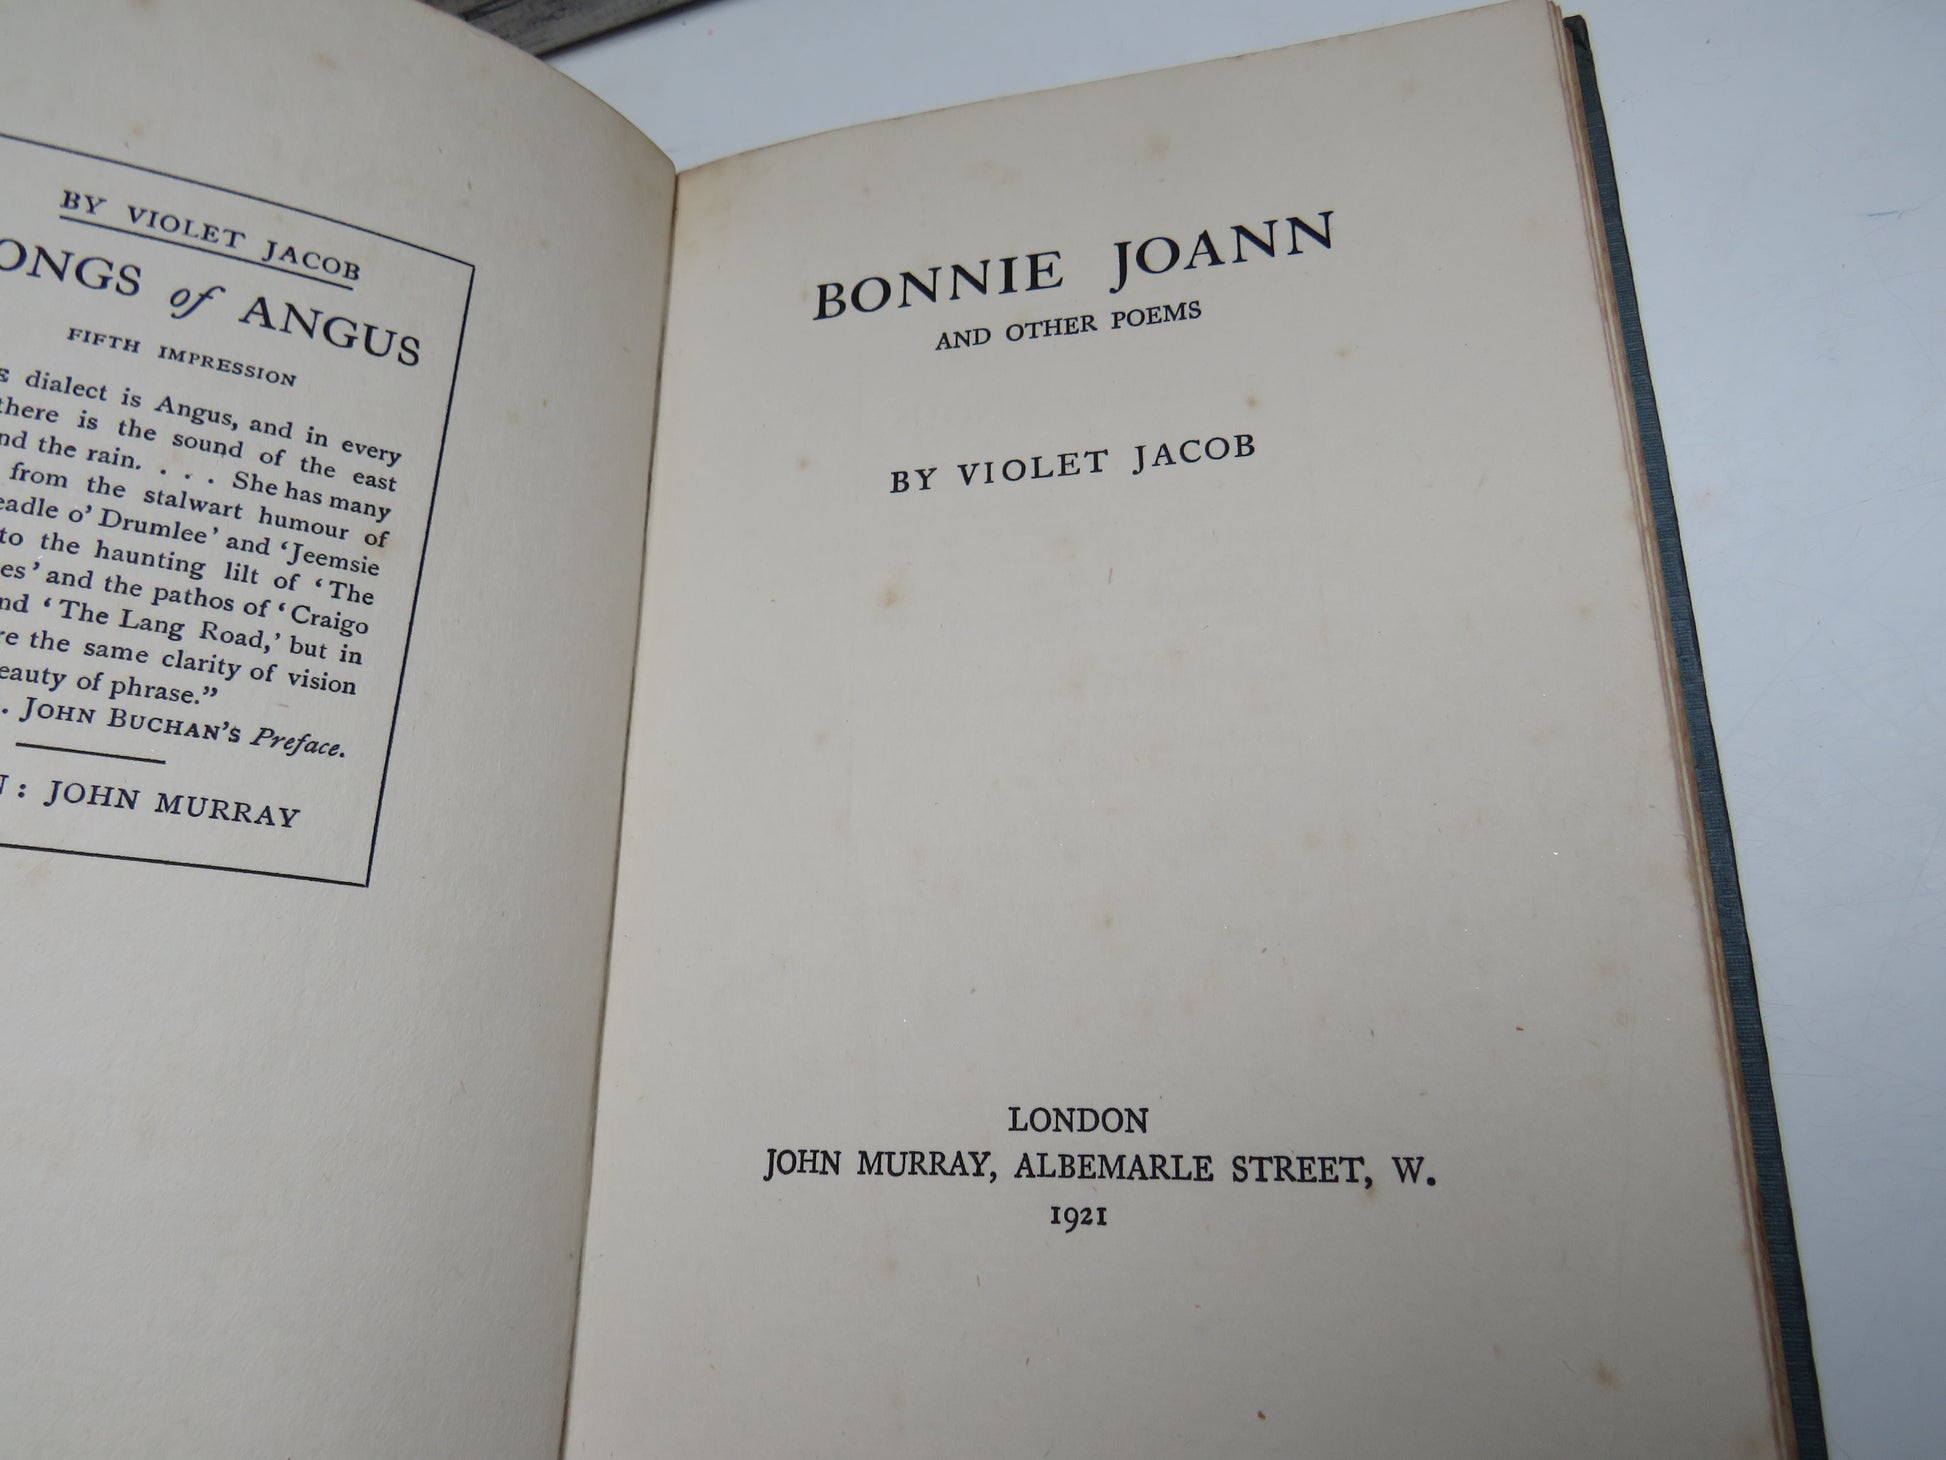 BY VIOLET JACOB
ONGS of ANGUS
FIFTH IMPRESSION
dialect is Angus, and in every
there is the sound of the east
nd the rain. . . . She has many
from the stalwart humour of
eadle o' Drumlee' and 'Jeemsie
to the haunting lilt of 'The
es' and the pathos of 'Craigo
nd 'The Lang Road,' but in
re the same clarity of vision
eauty of phrase."
. JOHN BUCHAN'S Preface.
N: JOHN MURRAY
BONNIE JOANN
AND OTHER POEMS
BY VIOLET JACOB
LONDON
JOHN MURRAY, ALBEMARLE STREET, W.
1921